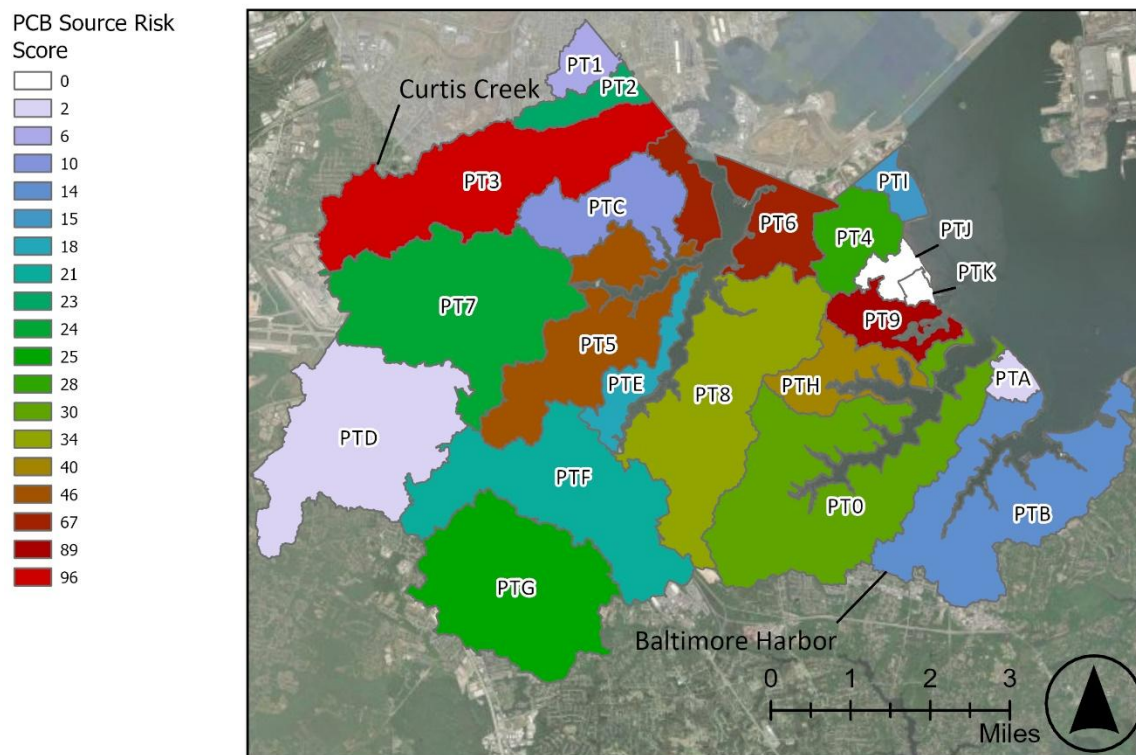 PCB Source Risk
Score
0
2
6
10
14
15
18
21
23
24
25
28
30
34
40
46
67
89
96
PT1
PT2
Curtis Creek
PT3
PTI
PTC
PT6
PT4
PTJ
PTK
PT7
PT9
PT5
PTE
PT8
PTH
PTA
PTD
PTF
PT0
PTB
PTG
Baltimore Harbor
0 1 2 3
Miles